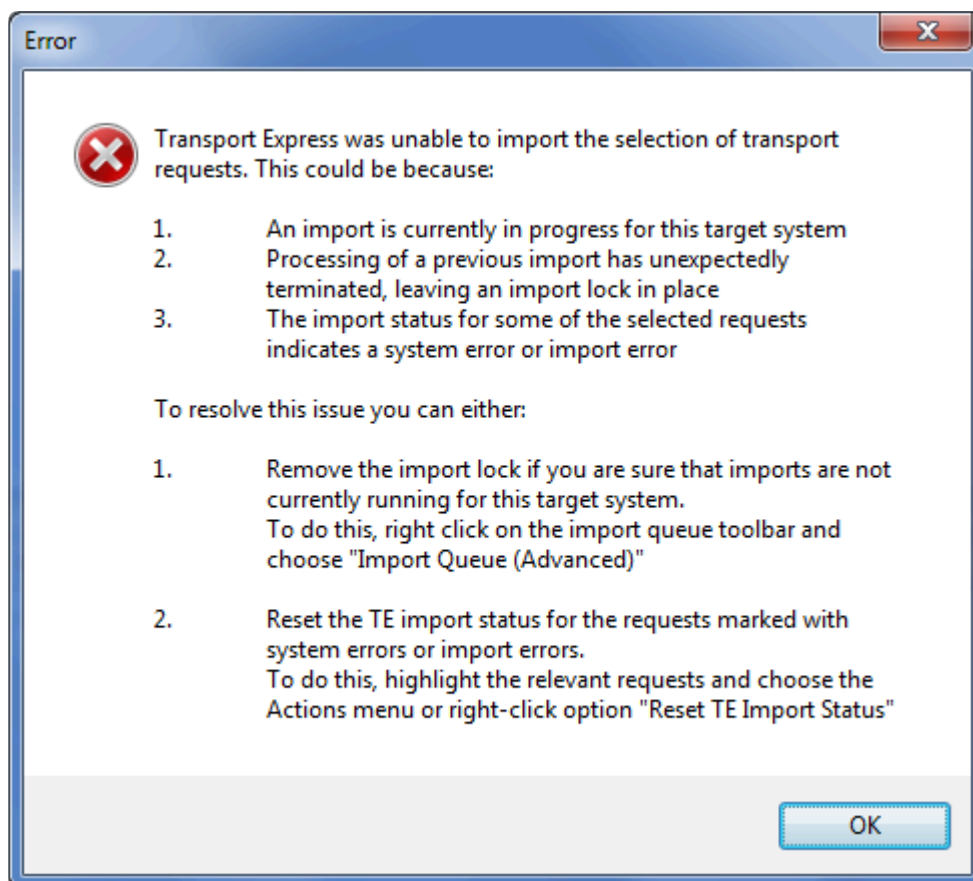 Error
Transport Express was unable to import the selection of transport
requests. This could be because:
1. An import is currently in progress for this target system
2. Processing of a previous import has unexpectedly
terminated, leaving an import lock in place
3. The import status for some of the selected requests
indicates a system error or import error
To resolve this issue you can either:
1. Remove the import lock if you are sure that imports are not
currently running for this target system.
To do this, right click on the import queue toolbar and
choose "Import Queue (Advanced)"
2. Reset the TE import status for the requests marked with
system errors or import errors.
To do this, highlight the relevant requests and choose the
Actions menu or right-click option "Reset TE Import Status"
OK